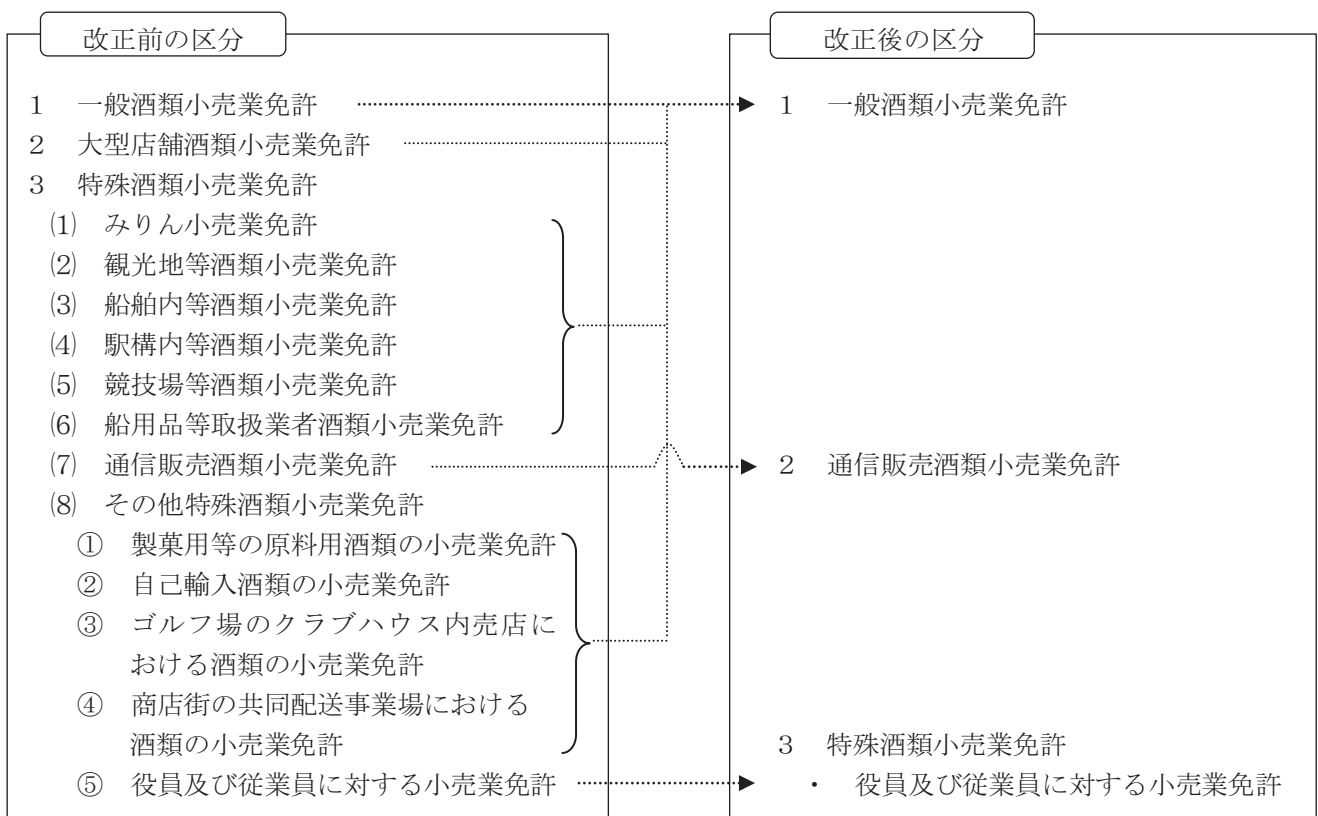 改正前の区分
1 一般酒類小売業免許
2 大型店舗酒類小売業免許
3 特殊酒類小売業免許
⑴ みりん小売業免許
⑵ 観光地等酒類小売業免許
⑶ 船舶内等酒類小売業免許
⑷ 駅構内等酒類小売業免許
⑸ 競技場等酒類小売業免許
⑹ 船用品等取扱業者酒類小売業免許
⑺ 通信販売酒類小売業免許
⑻ その他特殊酒類小売業免許
① 製菓用等の原料用酒類の小売業免許
② 自己輸入酒類の小売業免許
③ ゴルフ場のクラブハウス内売店に
おける酒類の小売業免許
④ 商店街の共同配送事業場における
酒類の小売業免許
⑤ 役員及び従業員に対する小売業免許
改正後の区分
1 一般酒類小売業免許
2 通信販売酒類小売業免許
3 特殊酒類小売業免許
・ 役員及び従業員に対する小売業免許